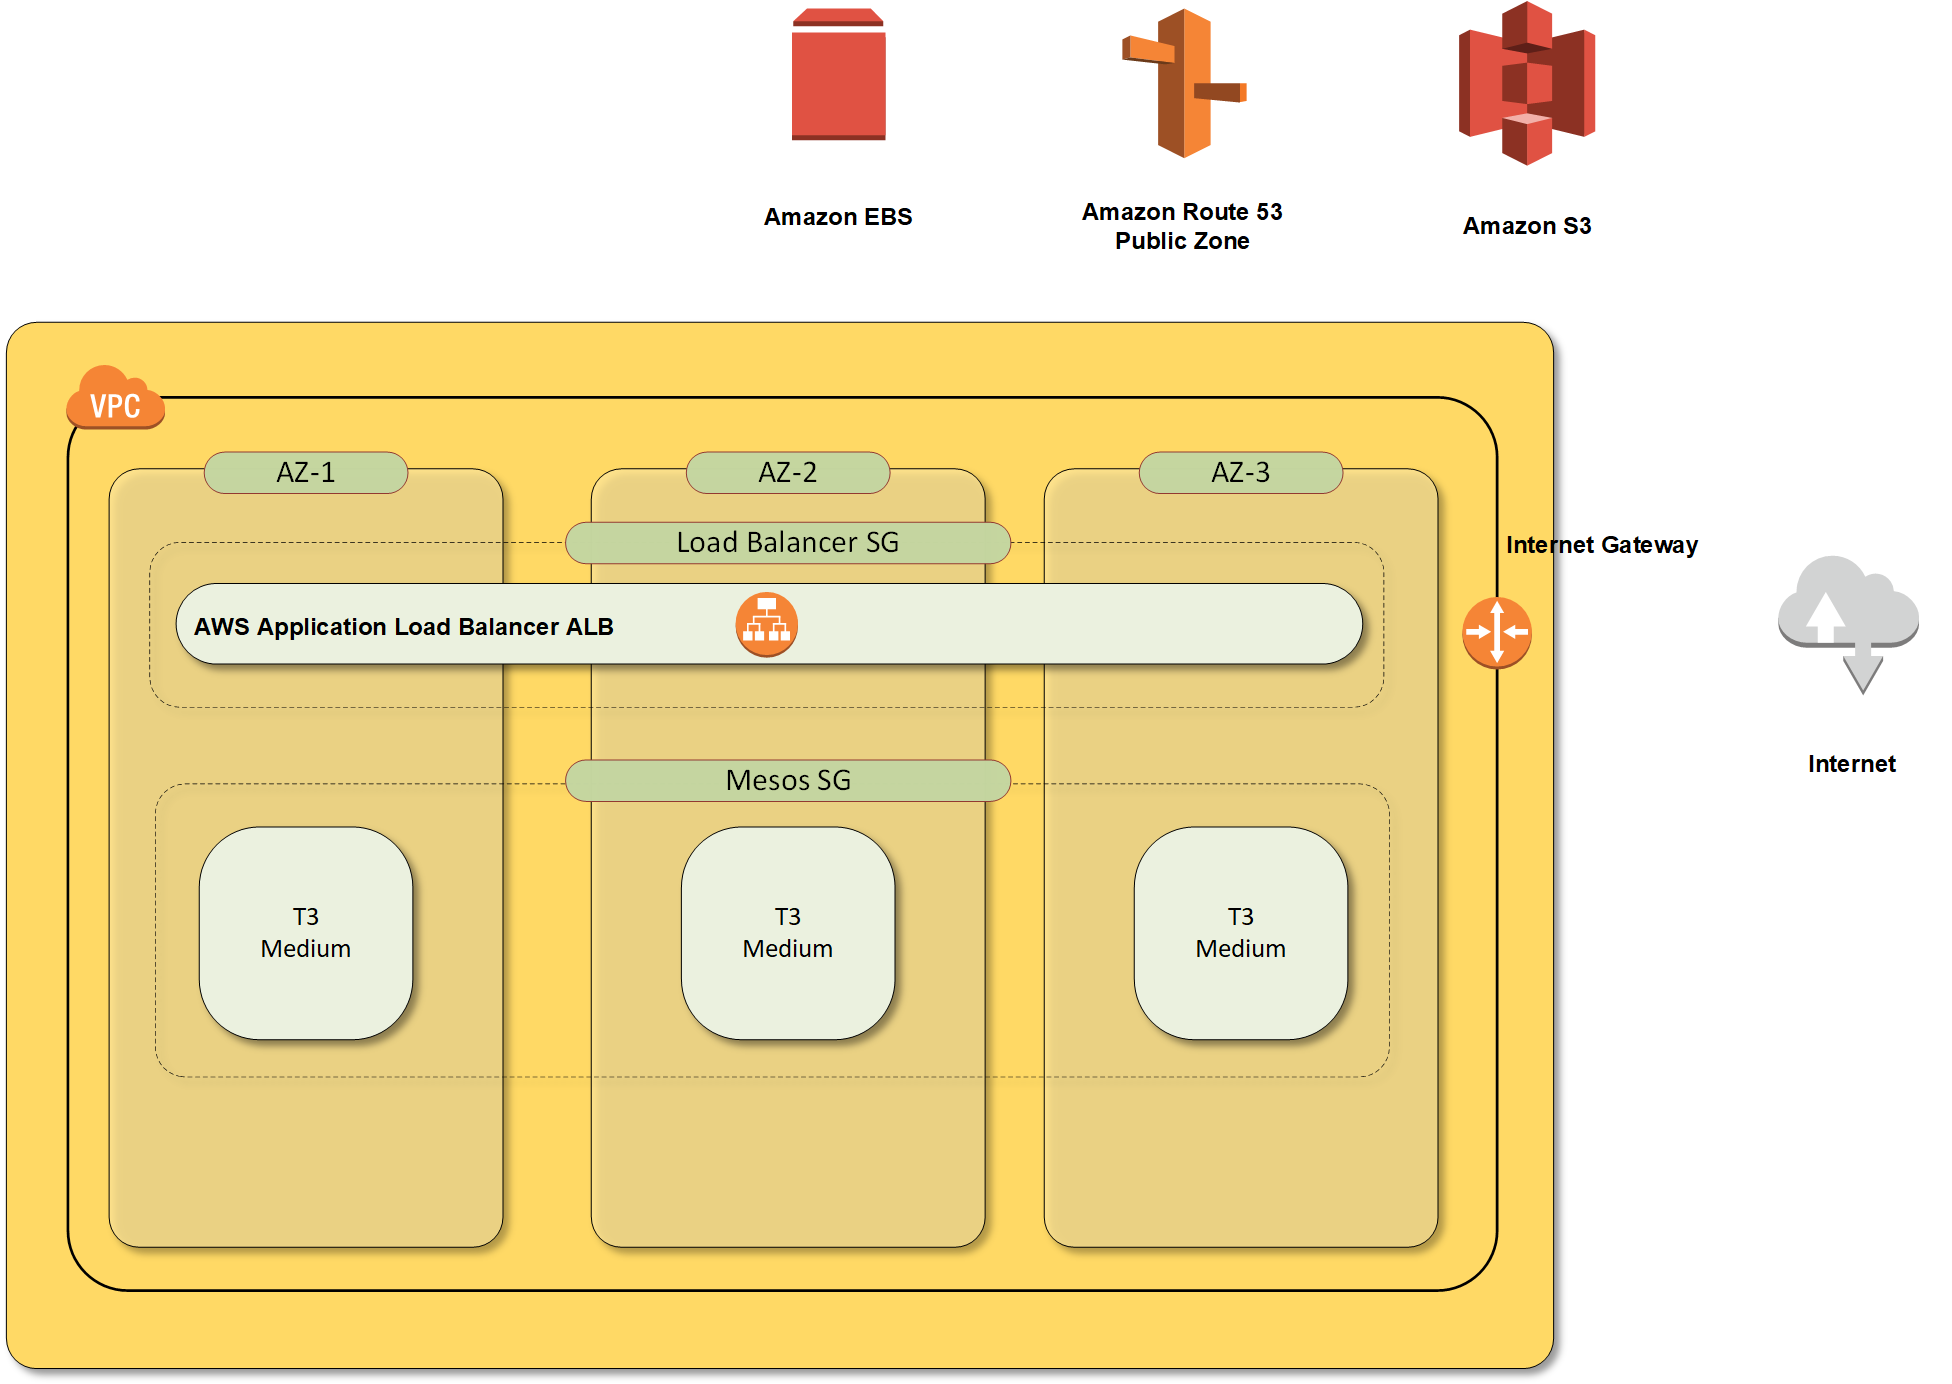 Amazon EBS
Amazon Route 53
Public Zone
Amazon S3
VPC
AZ-1
AZ-2
AZ-3
Load Balancer SG
Internet Gateway
AWS Application Load Balancer ALB
Internet
Mesos SG
T3
Medium
T3
Medium
T3
Medium